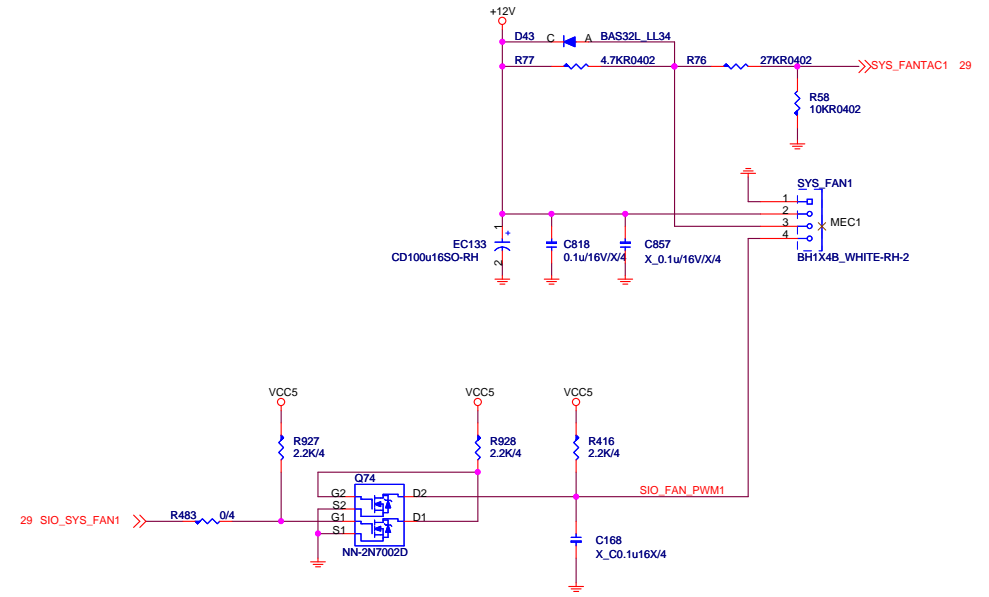 +12V
D43 C A BAS32L_LL34
R77 4.7KR0402 R76 27KR0402 SYS_FANTAC1 29
R58
10KR0402
SYS_FAN1
1
2
3
4
MEC1
BH1X4B_WHITE-RH-2
1
+
EC133
CD100u16SO-RH
2
C818
0.1u/16V/X/4
C857
X_0.1u/16V/X/4
VCC5 VCC5 VCC5
R927
2.2K/4
R928
2.2K/4
R416
2.2K/4
Q74
G2 D2
S2
G1 D1
S1
NN-2N7002D
SIO_FAN_PWM1
29 SIO_SYS_FAN1 R483 0/4
C168
X_C0.1u16X/4